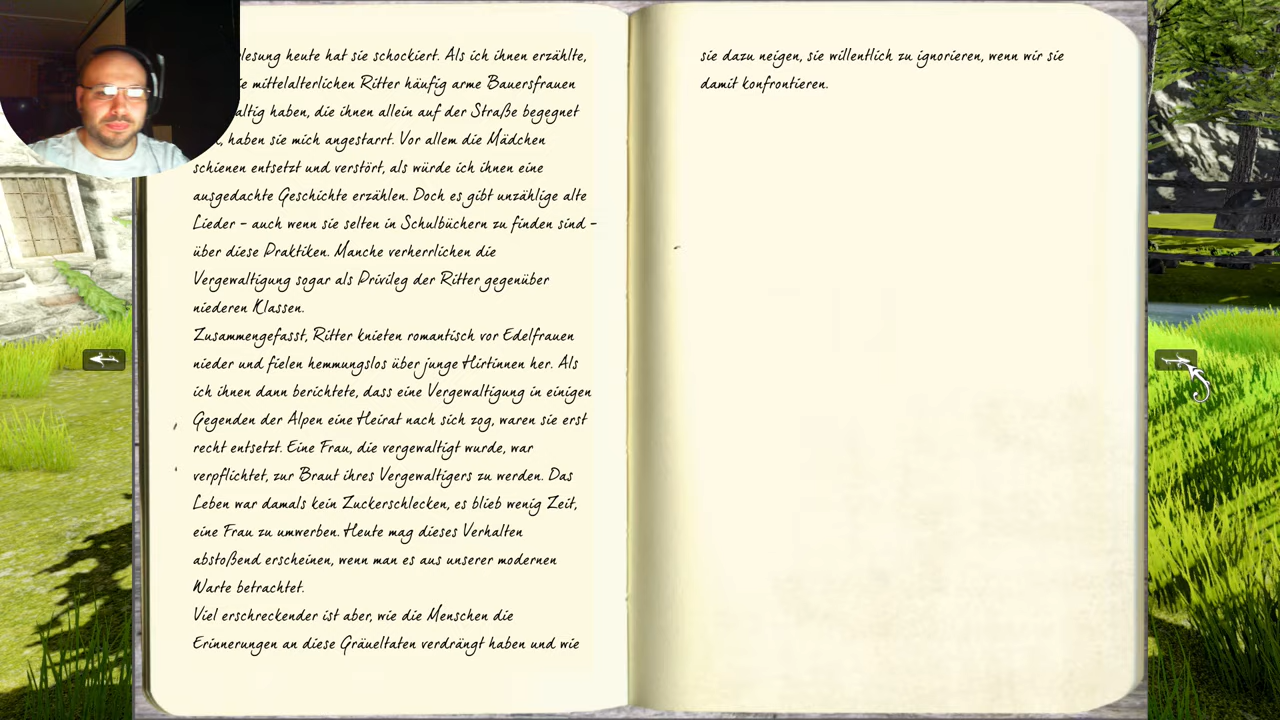 heute hat sie schockiert. Als ich ihnen erzählte,
mittelalterlichen Ritter häufig arme Bauersfrauen
haben, die ihnen allein auf der Straße begegnet
haben sie mich angestarrt. Vor allem die Mädchen
schienen entsetzt und verstört, als würde ich ihnen eine
ausgedachte Geschichte erzählen. Doch es gibt unzählige alte
Lieder – auch wenn sie selten in Schulbüchern zu finden sind –
über diese Praktiken. Manche verherrlichen die
Vergewaltigung sogar als Privileg der Ritter gegenüber
niederen Klassen.
Zusammengefasst, Ritter knieten romantisch vor Edelfrauen
nieder und fielen hemmungslos über junge Hirtinnen her. Als
ich ihnen dann berichtete, dass eine Vergewaltigung in einigen
Gegenden der Alpen eine Heirat nach sich zog, waren sie erst
recht entsetzt. Eine Frau, die vergewaltigt wurde, war
verpflichtet, zur Braut ihres Vergewaltigers zu werden. Das
Leben war damals kein Zuckerschlecken, es blieb wenig Zeit,
eine Frau zu umwerben. Heute mag dieses Verhalten
abstoßend erscheinen, wenn man es aus unserer modernen
Warte betrachtet.
Viel erschreckender ist aber, wie die Menschen die
Erinnerungen an diese Gräueltaten verdrängt haben und wie
sie dazu neigen, sie willentlich zu ignorieren, wenn wir sie
damit konfrontieren.